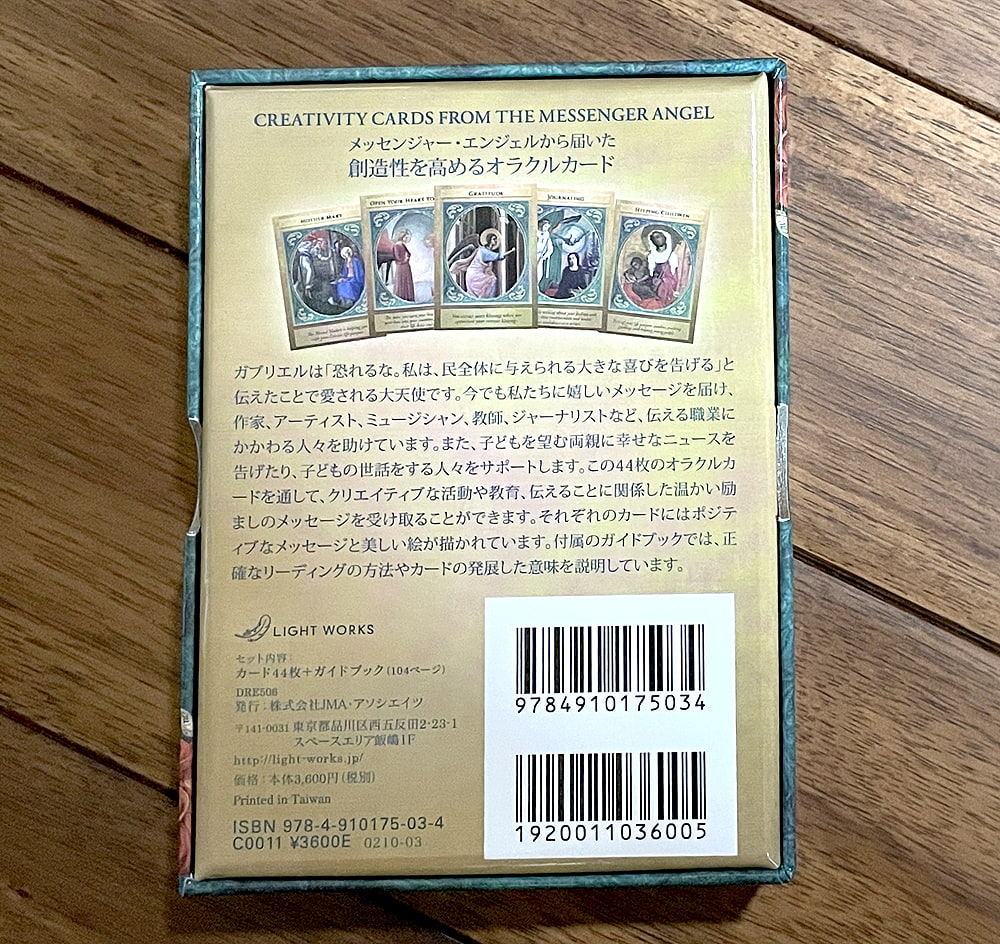 CREATIVITY CARDS FROM THE MESSENGER ANGEL
メッセンジャー・エンジェルから届いた
創造性を高めるオラクルカード
MOTHER MARY
OPEN YOUR HEART TO
GRATITUDE
JOURNALING
HELPING CHILDREN
ガブリエルは「恐れるな。私は、民全体に与えられる大きな喜びを告げる」と
伝えたことで愛される大天使です。今でも私たちに嬉しいメッセージを届け、
作家、アーティスト、ミュージシャン、教師、ジャーナリストなど、伝える職業に
かかわる人々を助けています。また、子どもを望む両親に幸せなニュースを
告げたり、子どもの世話をする人々をサポートします。この44枚のオラクルカ
ードを通して、クリエイティブな活動や教育、伝えることに関係した温かい励
ましのメッセージを受け取ることができます。それぞれのカードにはポジテ
ィブなメッセージと美しい絵が描かれています。付属のガイドブックでは、正
確なリーディングの方法やカードの発展した意味を説明しています。
LIGHT WORKS
セット内容:
カード44枚+ガイドブック(104ページ)
DRE506
発行:株式会社JMA・アソシエイツ
〒141-0031 東京都品川区西五反田2-23-1
スペースエリア飯嶋1F
http://light-works.jp/
価格:本体3,600円(税別)
Printed in Taiwan
ISBN 978-4-910175-03-4
C0011 ¥3600E 0210-03
9784910175034
1920011036005